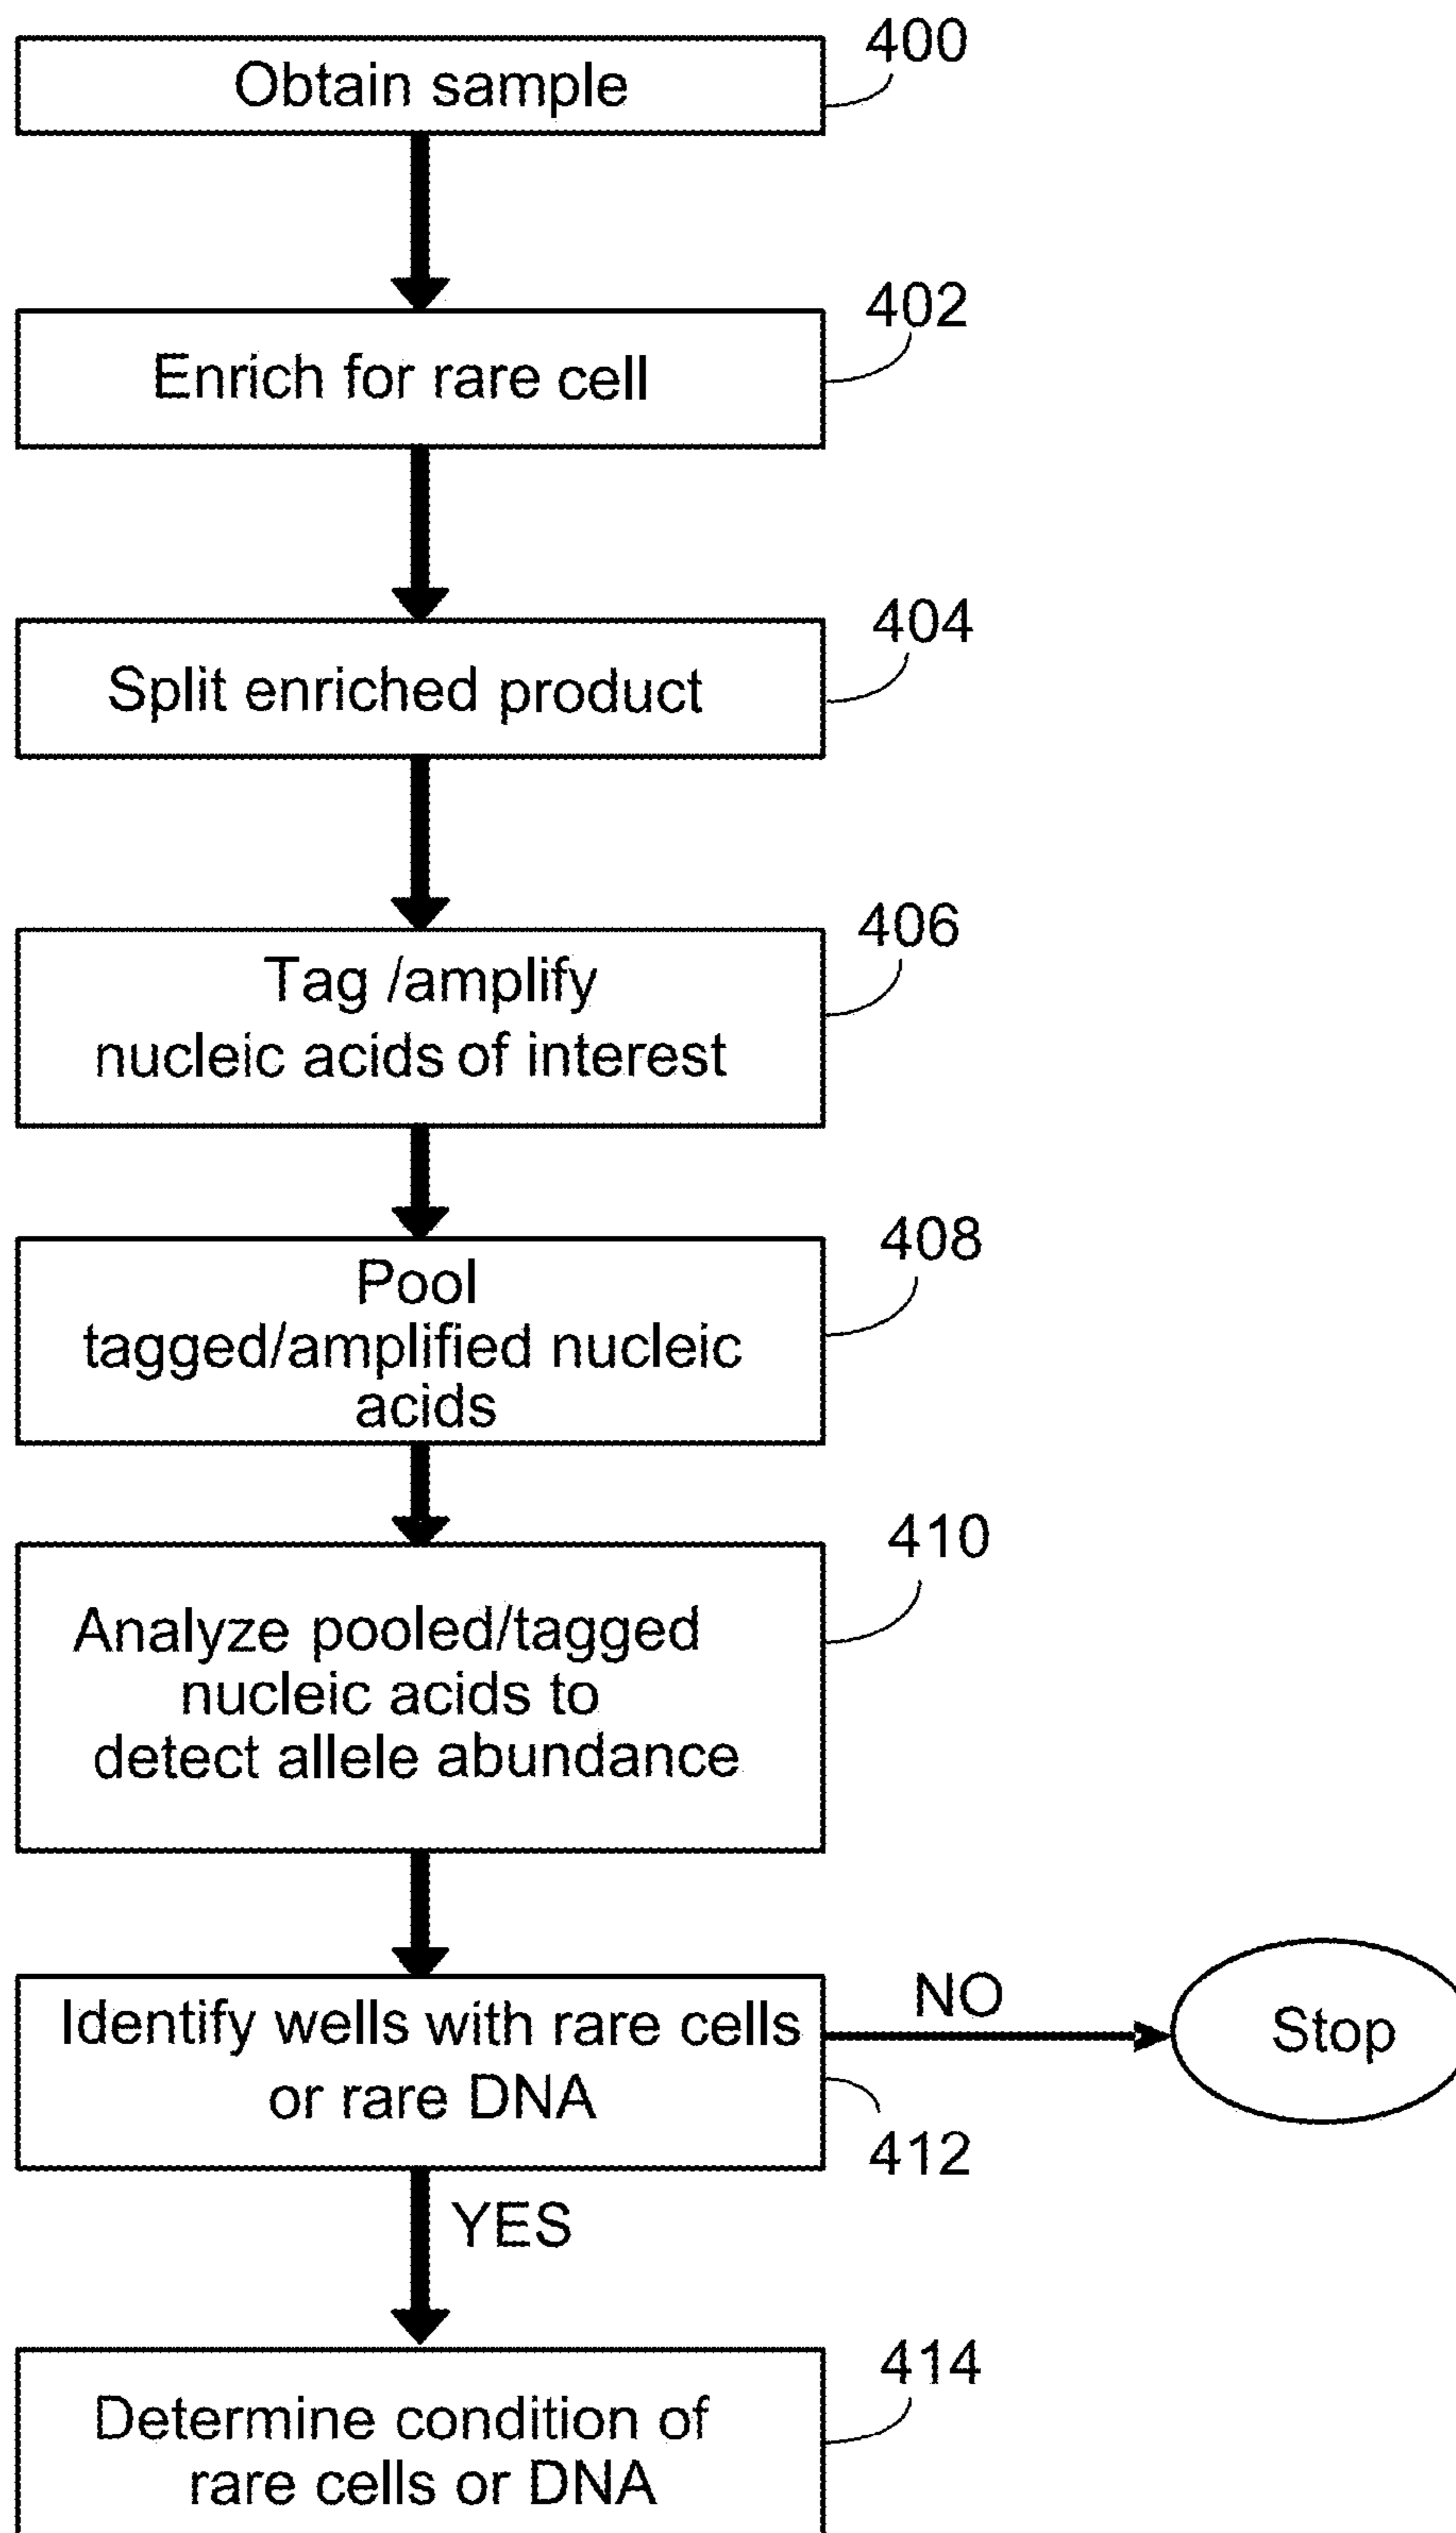 400
Obtain sample
402
Enrich for rare cell
404
Split enriched product
406
Tag /amplify
nucleic acids of interest
408
Pool
tagged/amplified nucleic
acids
410
Analyze pooled/tagged
nucleic acids to
detect allele abundance
Identify wells with rare cells
or rare DNA
NO
Stop
412
YES
414
Determine condition of
rare cells or DNA